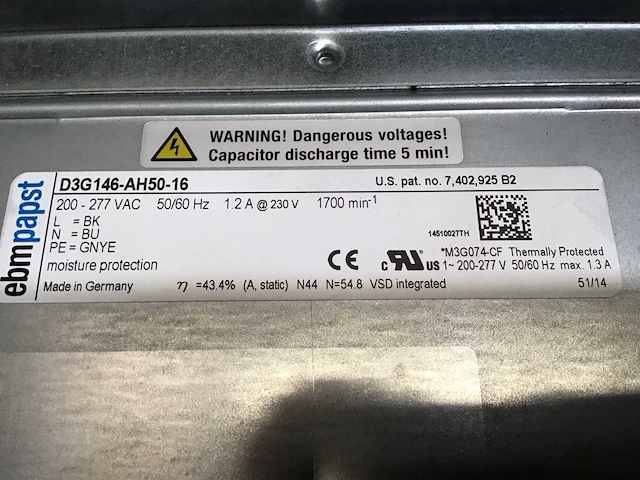 WARNING! Dangerous voltages!
Capacitor discharge time 5 min!
ebmpapst
D3G146-AH50-16
U.S. pat. no. 7,402,925 B2
200 - 277 VAC 50/60 Hz 1.2 A @ 230 V 1700 min-1
L = BK
N = BU
PE = GNYE
14510027TH
moisture protection
CE c RU US
*M3G074-CF Thermally Protected
1~ 200-277 V 50/60 Hz max. 1.3 A
Made in Germany η =43.4% (A, static) N44 N=54.8 VSD integrated 51/14